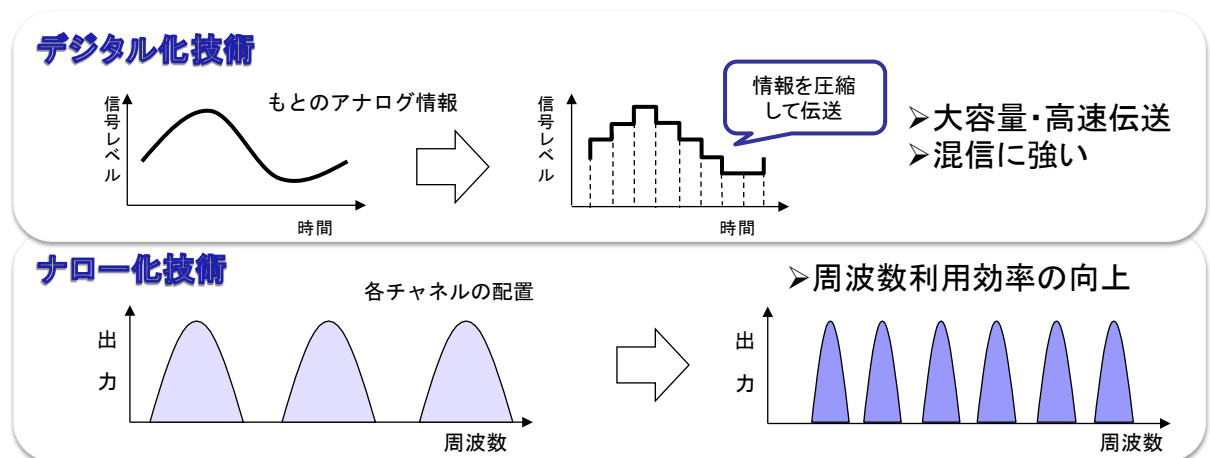 デジタル化技術
信号レベル
もとのアナログ情報
時間
信号レベル
情報を圧縮
して伝送
時間
➢大容量・高速伝送
➢混信に強い
ナロー化技術
各チャネルの配置
出力
周波数
➢周波数利用効率の向上
出力
周波数